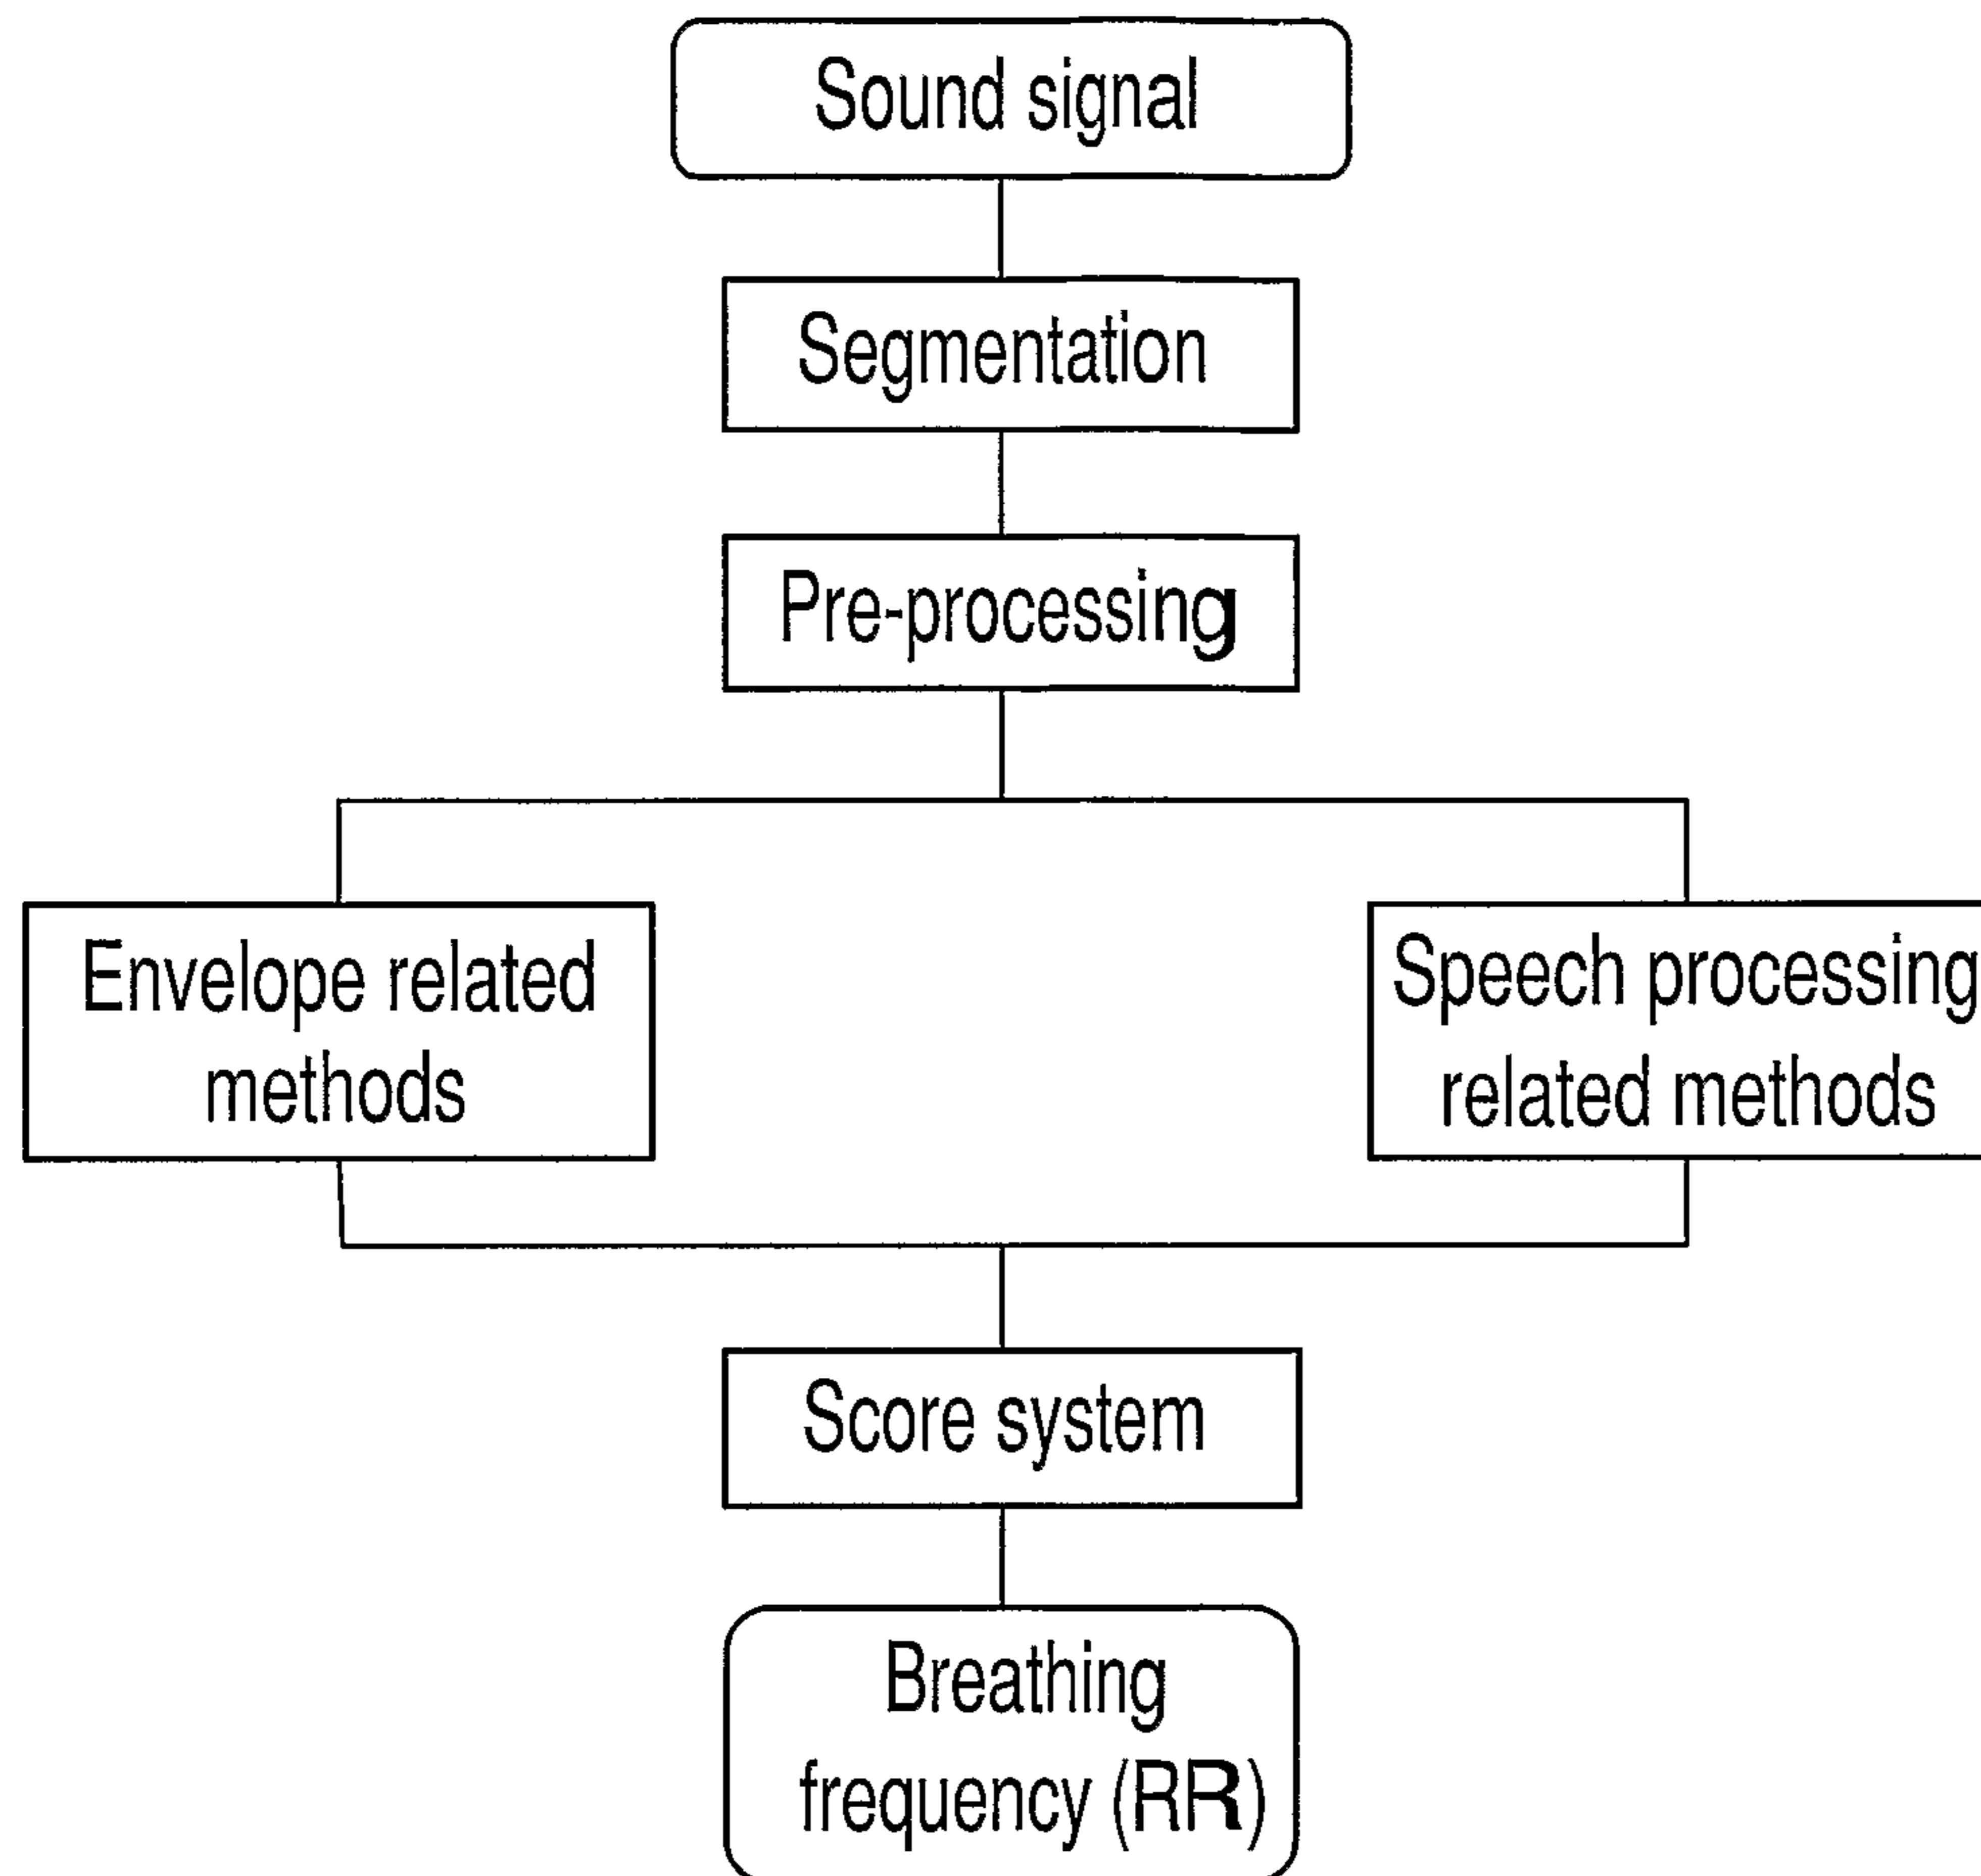 Sound signal
Segmentation
Pre-processing
Envelope related
methods
Speech processing
related methods
Score system
Breathing
frequency (RR)